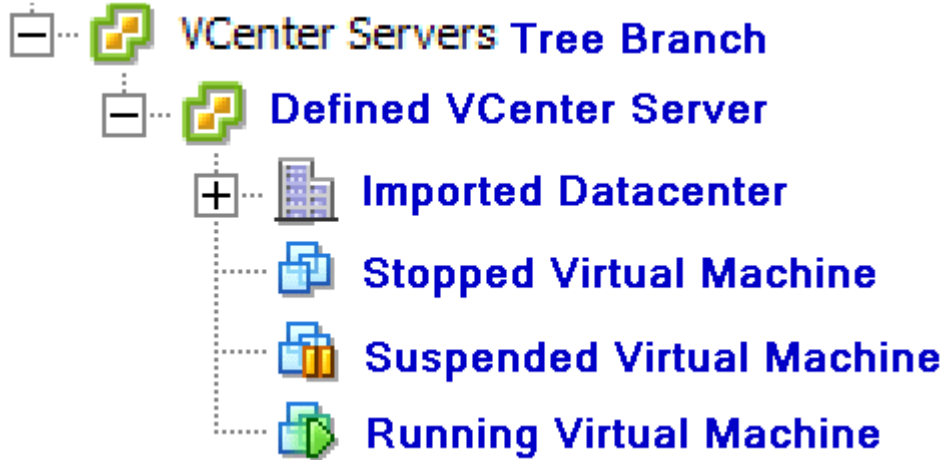 VCenter Servers Tree Branch
Defined VCenter Server
Imported Datacenter
Stopped Virtual Machine
Suspended Virtual Machine
Running Virtual Machine